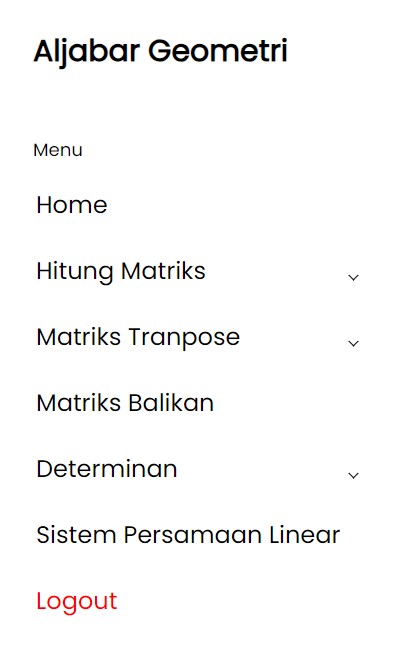 Aljabar Geometri
Menu
Home
Hitung Matriks
Matriks Tranpose
Matriks Balikan
Determinan
Sistem Persamaan Linear
Logout